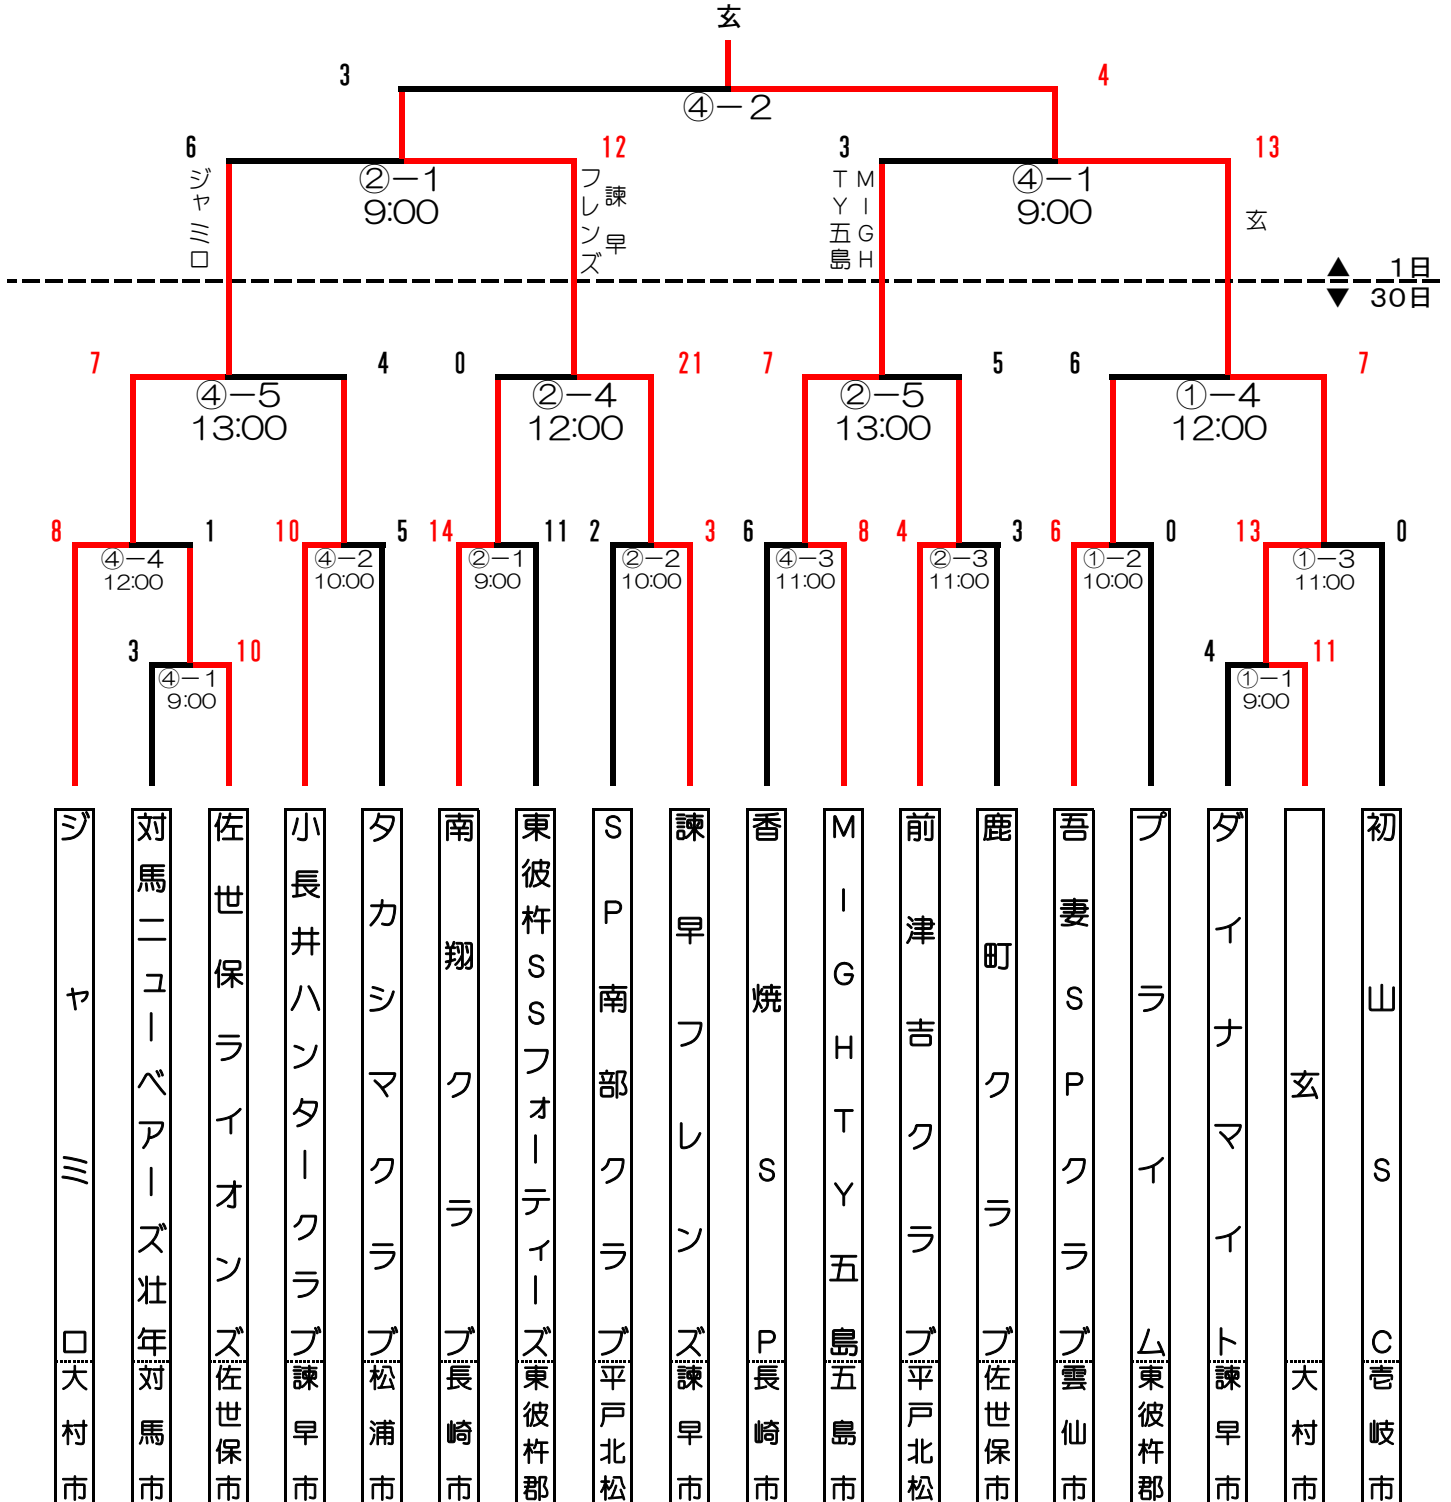 玄
3
4
④－2
6
12
3
13
②－1
9:00
④－1
9:00
ジャミロ
諫早
フレンズ
MIGH
TY五島
玄
▲ 1日
▼ 30日
7
4
0
21
7
5
6
7
④－5
13:00
②－4
12:00
②－5
13:00
①－4
12:00
8
1
10
5
14
11
2
3
6
8
4
3
6
0
13
0
④－4
12:00
④－2
10:00
②－1
9:00
②－2
10:00
④－3
11:00
②－3
11:00
①－2
10:00
①－3
11:00
3
10
4
11
④－1
9:00
①－1
9:00
ジャミロ
大村市
対馬ニューベアーズ壮年
対馬市
佐世保ライオンズ
佐世保市
小長井ハンタークラブ
諫早市
タカシマクラブ
松浦市
南翔クラブ
長崎市
東彼杵SSフォーティーズ
東彼杵郡
SP南部クラブ
平戸北松
諫早フレンズ
諫早市
香焼SP
長崎市
MIGHTY五島
五島市
前津吉クラブ
平戸北松
鹿町クラブ
佐世保市
吾妻SPクラブ
雲仙市
プライム
東彼杵郡
ダイナマイト
諫早市
玄
大村市
初山SC
壱岐市